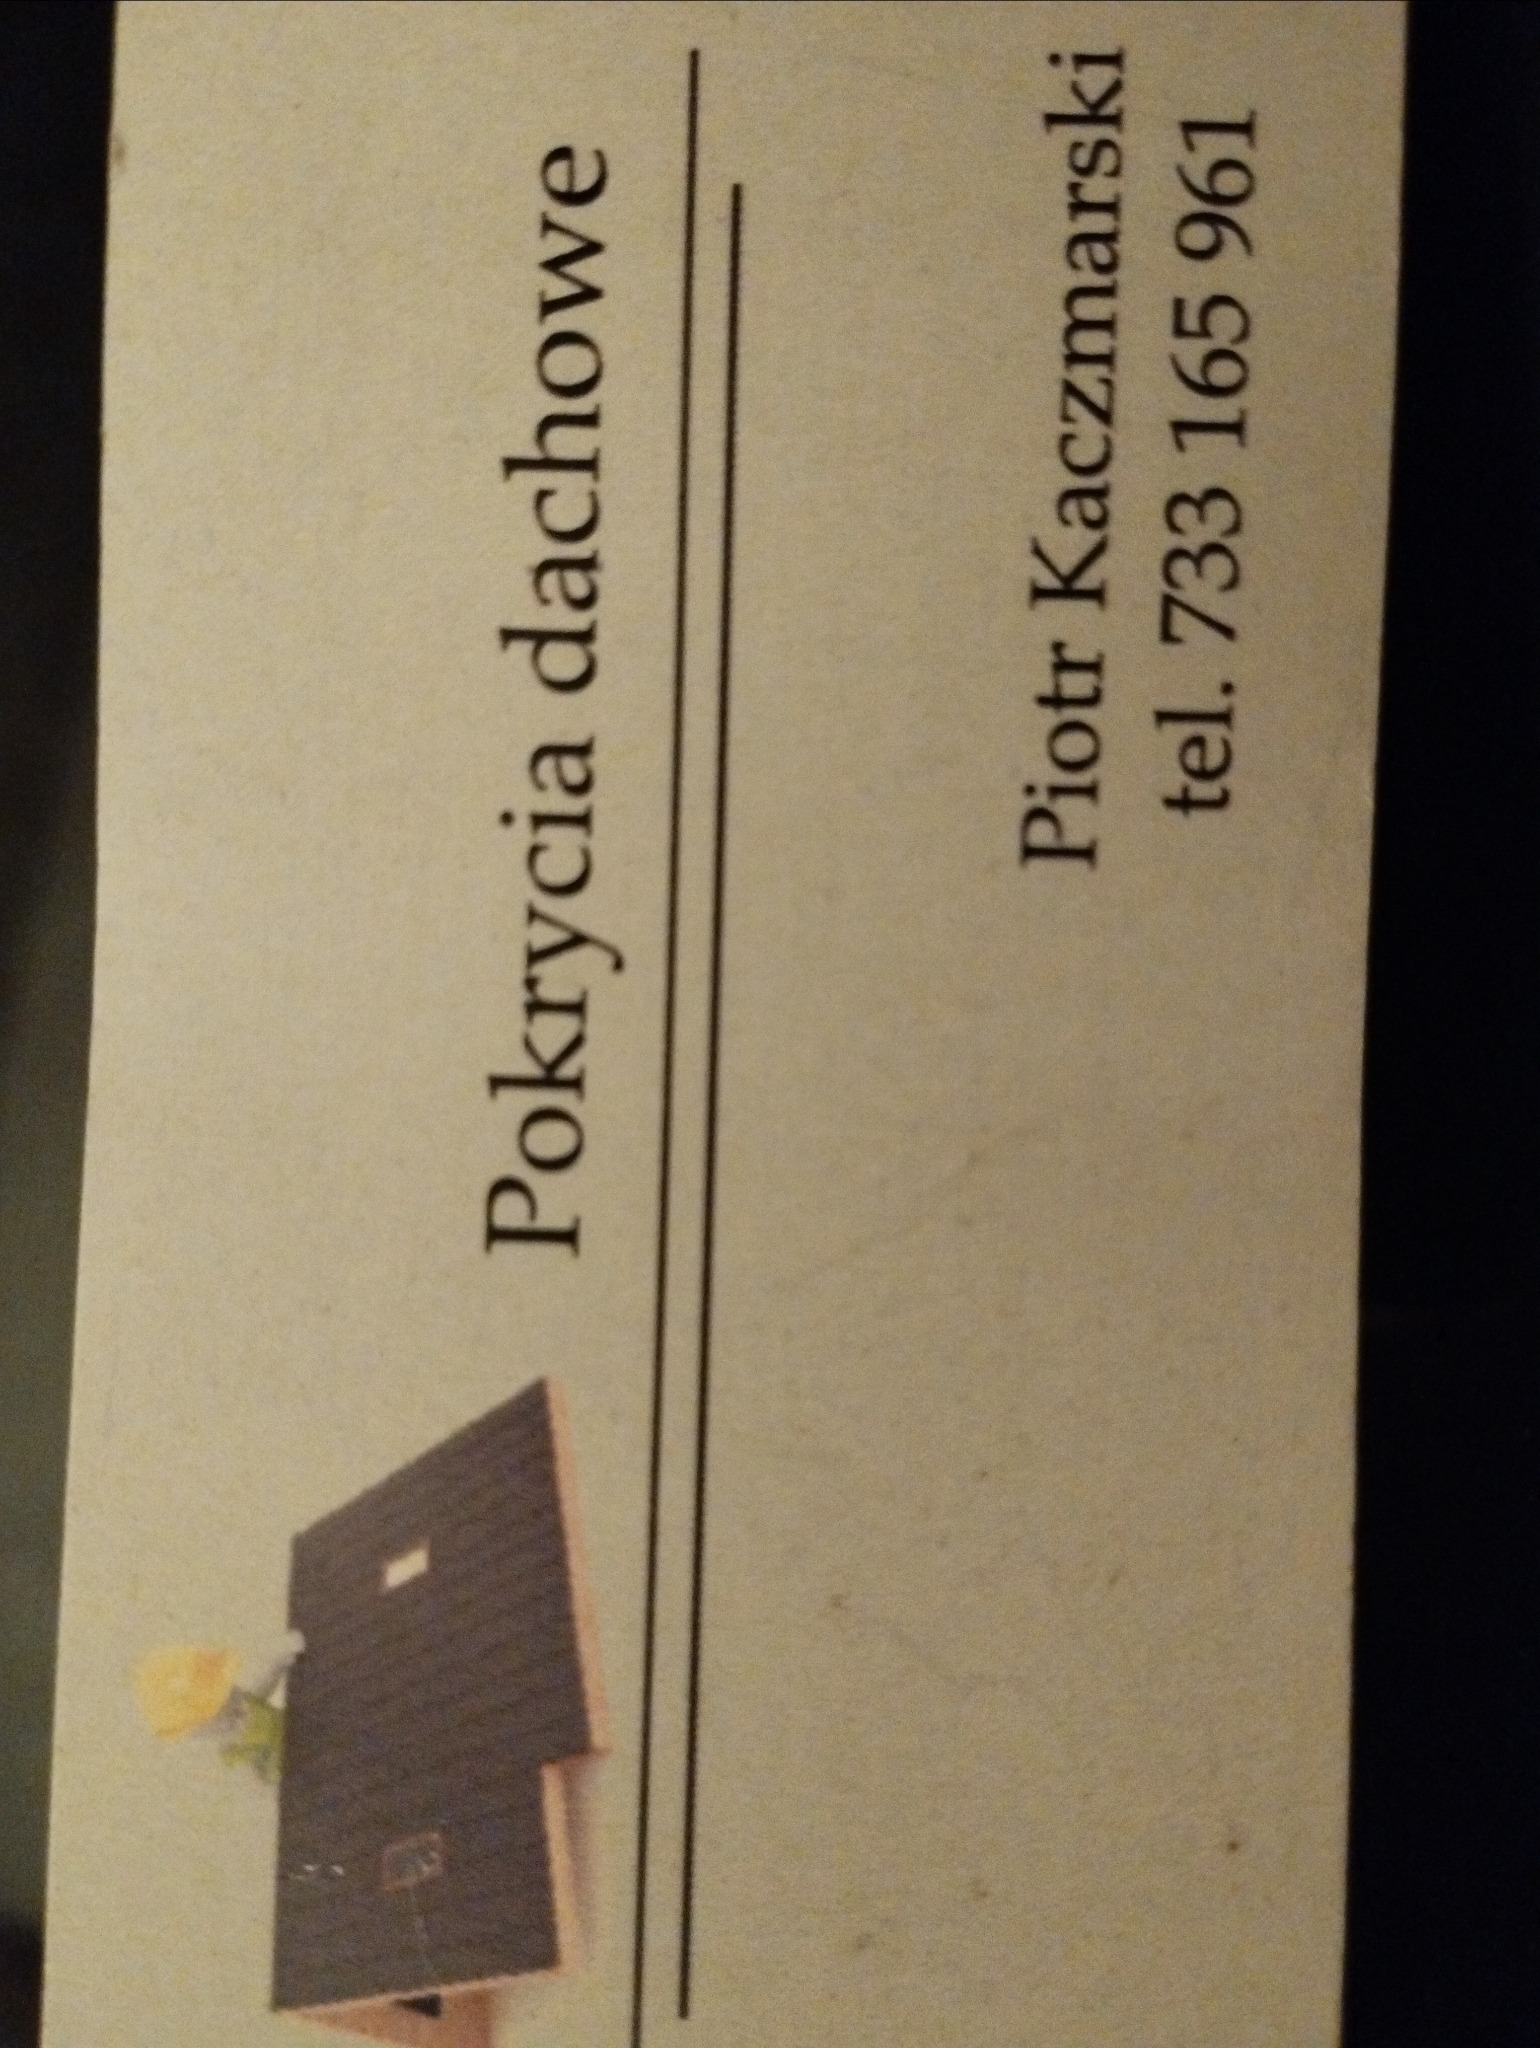 Pokrycia dachowe
Piotr Kaczmarski
tel. 733 165 961